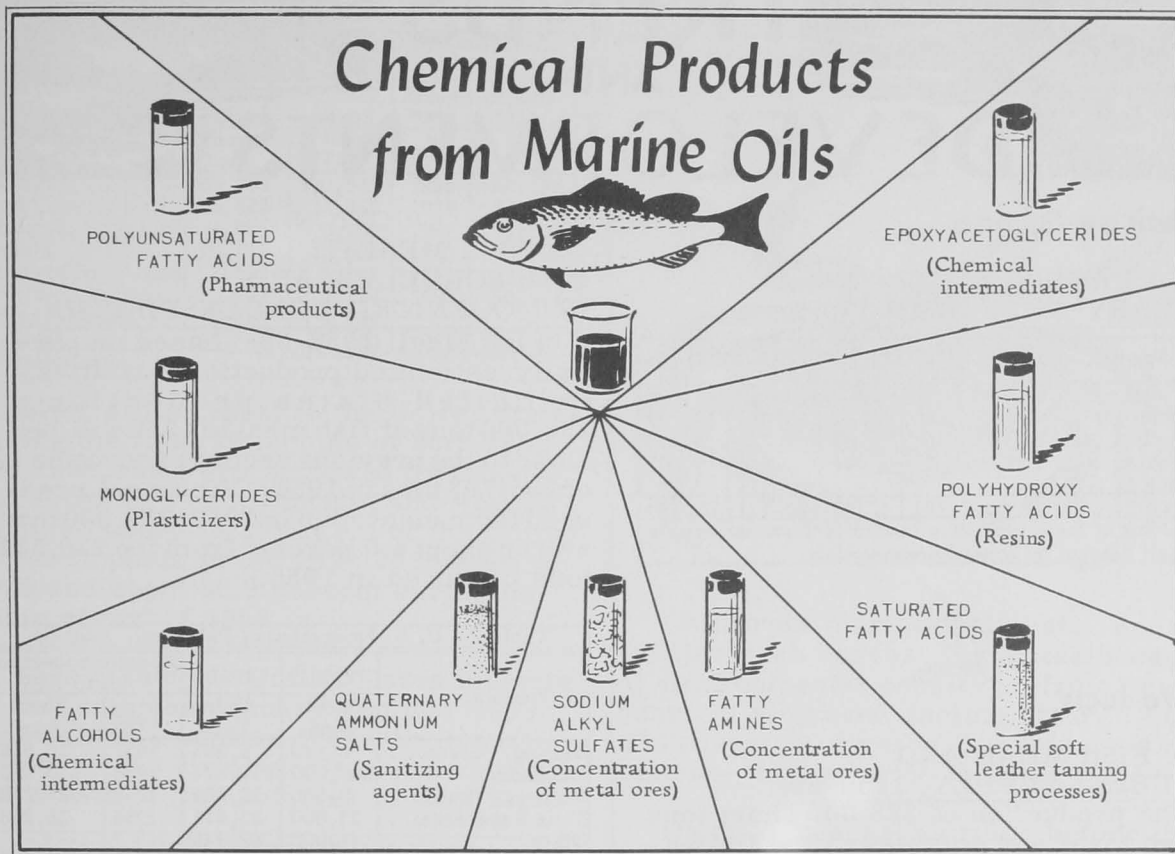 Chemical Products
from Marine Oils
POLYUNSATURATED
FATTY ACIDS
(Pharmaceutical
products)
EPOXYACETOGLYCERIDES
(Chemical
intermediates)
MONOGLYCERIDES
(Plasticizers)
POLYHYDROXY
FATTY ACIDS
(Resins)
FATTY
ALCOHOLS
(Chemical
intermediates)
QUATERNARY
AMMONIUM
SALTS
(Sanitizing
agents)
SODIUM
ALKYL
SULFATES
(Concentration
of metal ores)
FATTY
AMINES
(Concentration
of metal ores)
SATURATED
FATTY ACIDS
(Special soft
leather tanning
processes)